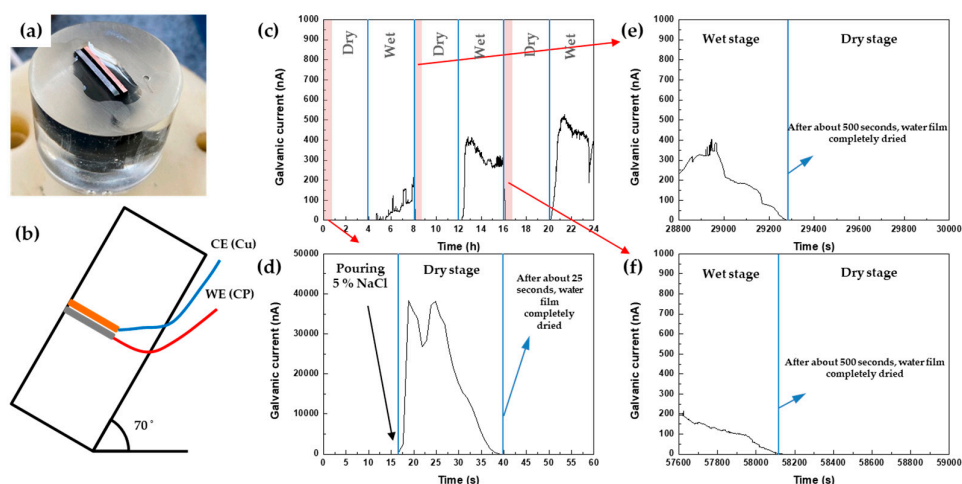 (a)
(b)
CE (Cu)
WE (CP)
70°
(c)
Galvanic current (nA)
1000
900
800
700
600
500
400
300
200
100
0
Dry
Wet
Dry
Wet
Dry
Wet
0 2 4 6 8 10 12 14 16 18 20 22 24
Time (h)
(d)
Galvanic current (nA)
50000
40000
30000
20000
10000
0
Pouring
5 % NaCl
Dry stage
After about 25
seconds, water
film
completely
dried
10 15 20 25 30 35 40 45 50 55 60
Time (s)
(e)
Galvanic current (nA)
1000
900
800
700
600
500
400
300
200
100
0
Wet stage
Dry stage
After about 500 seconds, water film
completely dried
28800 29000 29200 29400 29600 29800 30000
Time (s)
(f)
Galvanic current (nA)
1000
900
800
700
600
500
400
300
200
100
0
Wet stage
Dry stage
After about 500 seconds, water film
completely dried
57600 57800 58000 58200 58400 58600 58800 59000
Time (s)